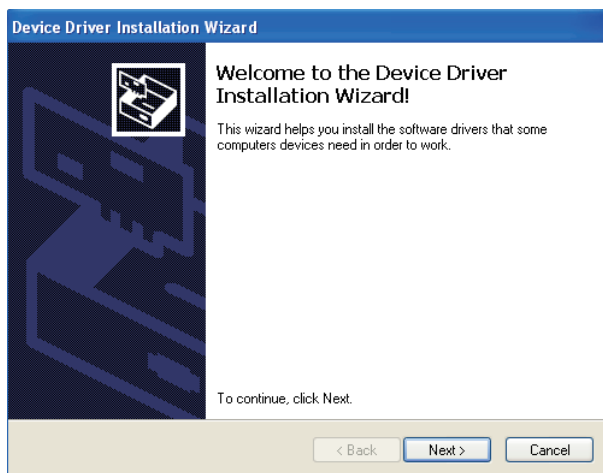 Device Driver Installation Wizard
Welcome to the Device Driver
Installation Wizard!
This wizard helps you install the software drivers that some
computers devices need in order to work.
To continue, click Next.
< Back Next > Cancel